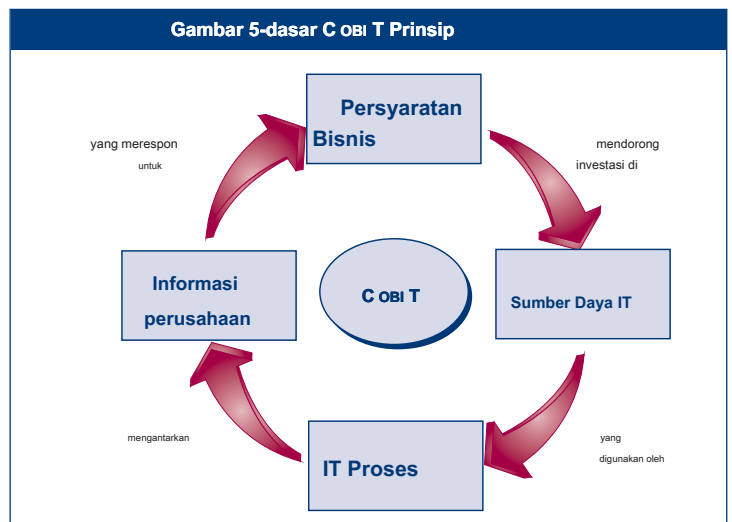 Gambar 5-dasar C OBI T Prinsip
Persyaratan
Bisnis
yang merespon
untuk
mendorong
investasi di
Informasi
perusahaan
C OBI T
Sumber Daya IT
mengantarkan
IT Proses
yang
digunakan oleh